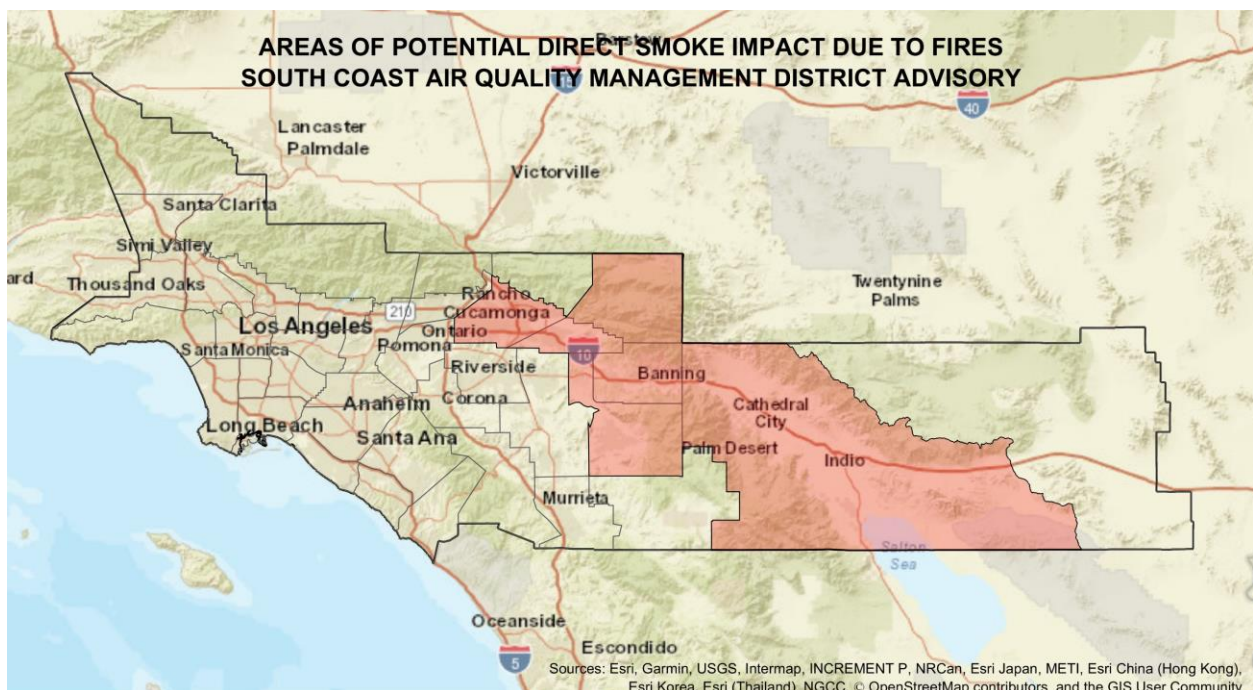 AREAS OF POTENTIAL DIRECT SMOKE IMPACT DUE TO FIRES
Barstow
SOUTH COAST AIR QUALITY MANAGEMENT DISTRICT ADVISORY
15
40
Lancaster
Palmdale
Victorville
Santa Clarita
Simi Valley
ard
Thousand Oaks
Twentynine
Palms
Rancho
Cucamonga
210
Los Angeles
Ontario
Pomona
Santa Monica
10
Riverside
Banning
Corona
Anaheim
Cathedral
City
Long Beach
Santa Ana
Palm Desert
Indio
Murrieta
Salton
Sea
Oceanside
Escondido
5
Sources: Esri, Garmin, USGS, Intermap, INCREMENT P, NRCan, Esri Japan, METI, Esri China (Hong Kong),
Esri Korea, Esri (Thailand), NGCC, © OpenStreetMap contributors, and the GIS User Community